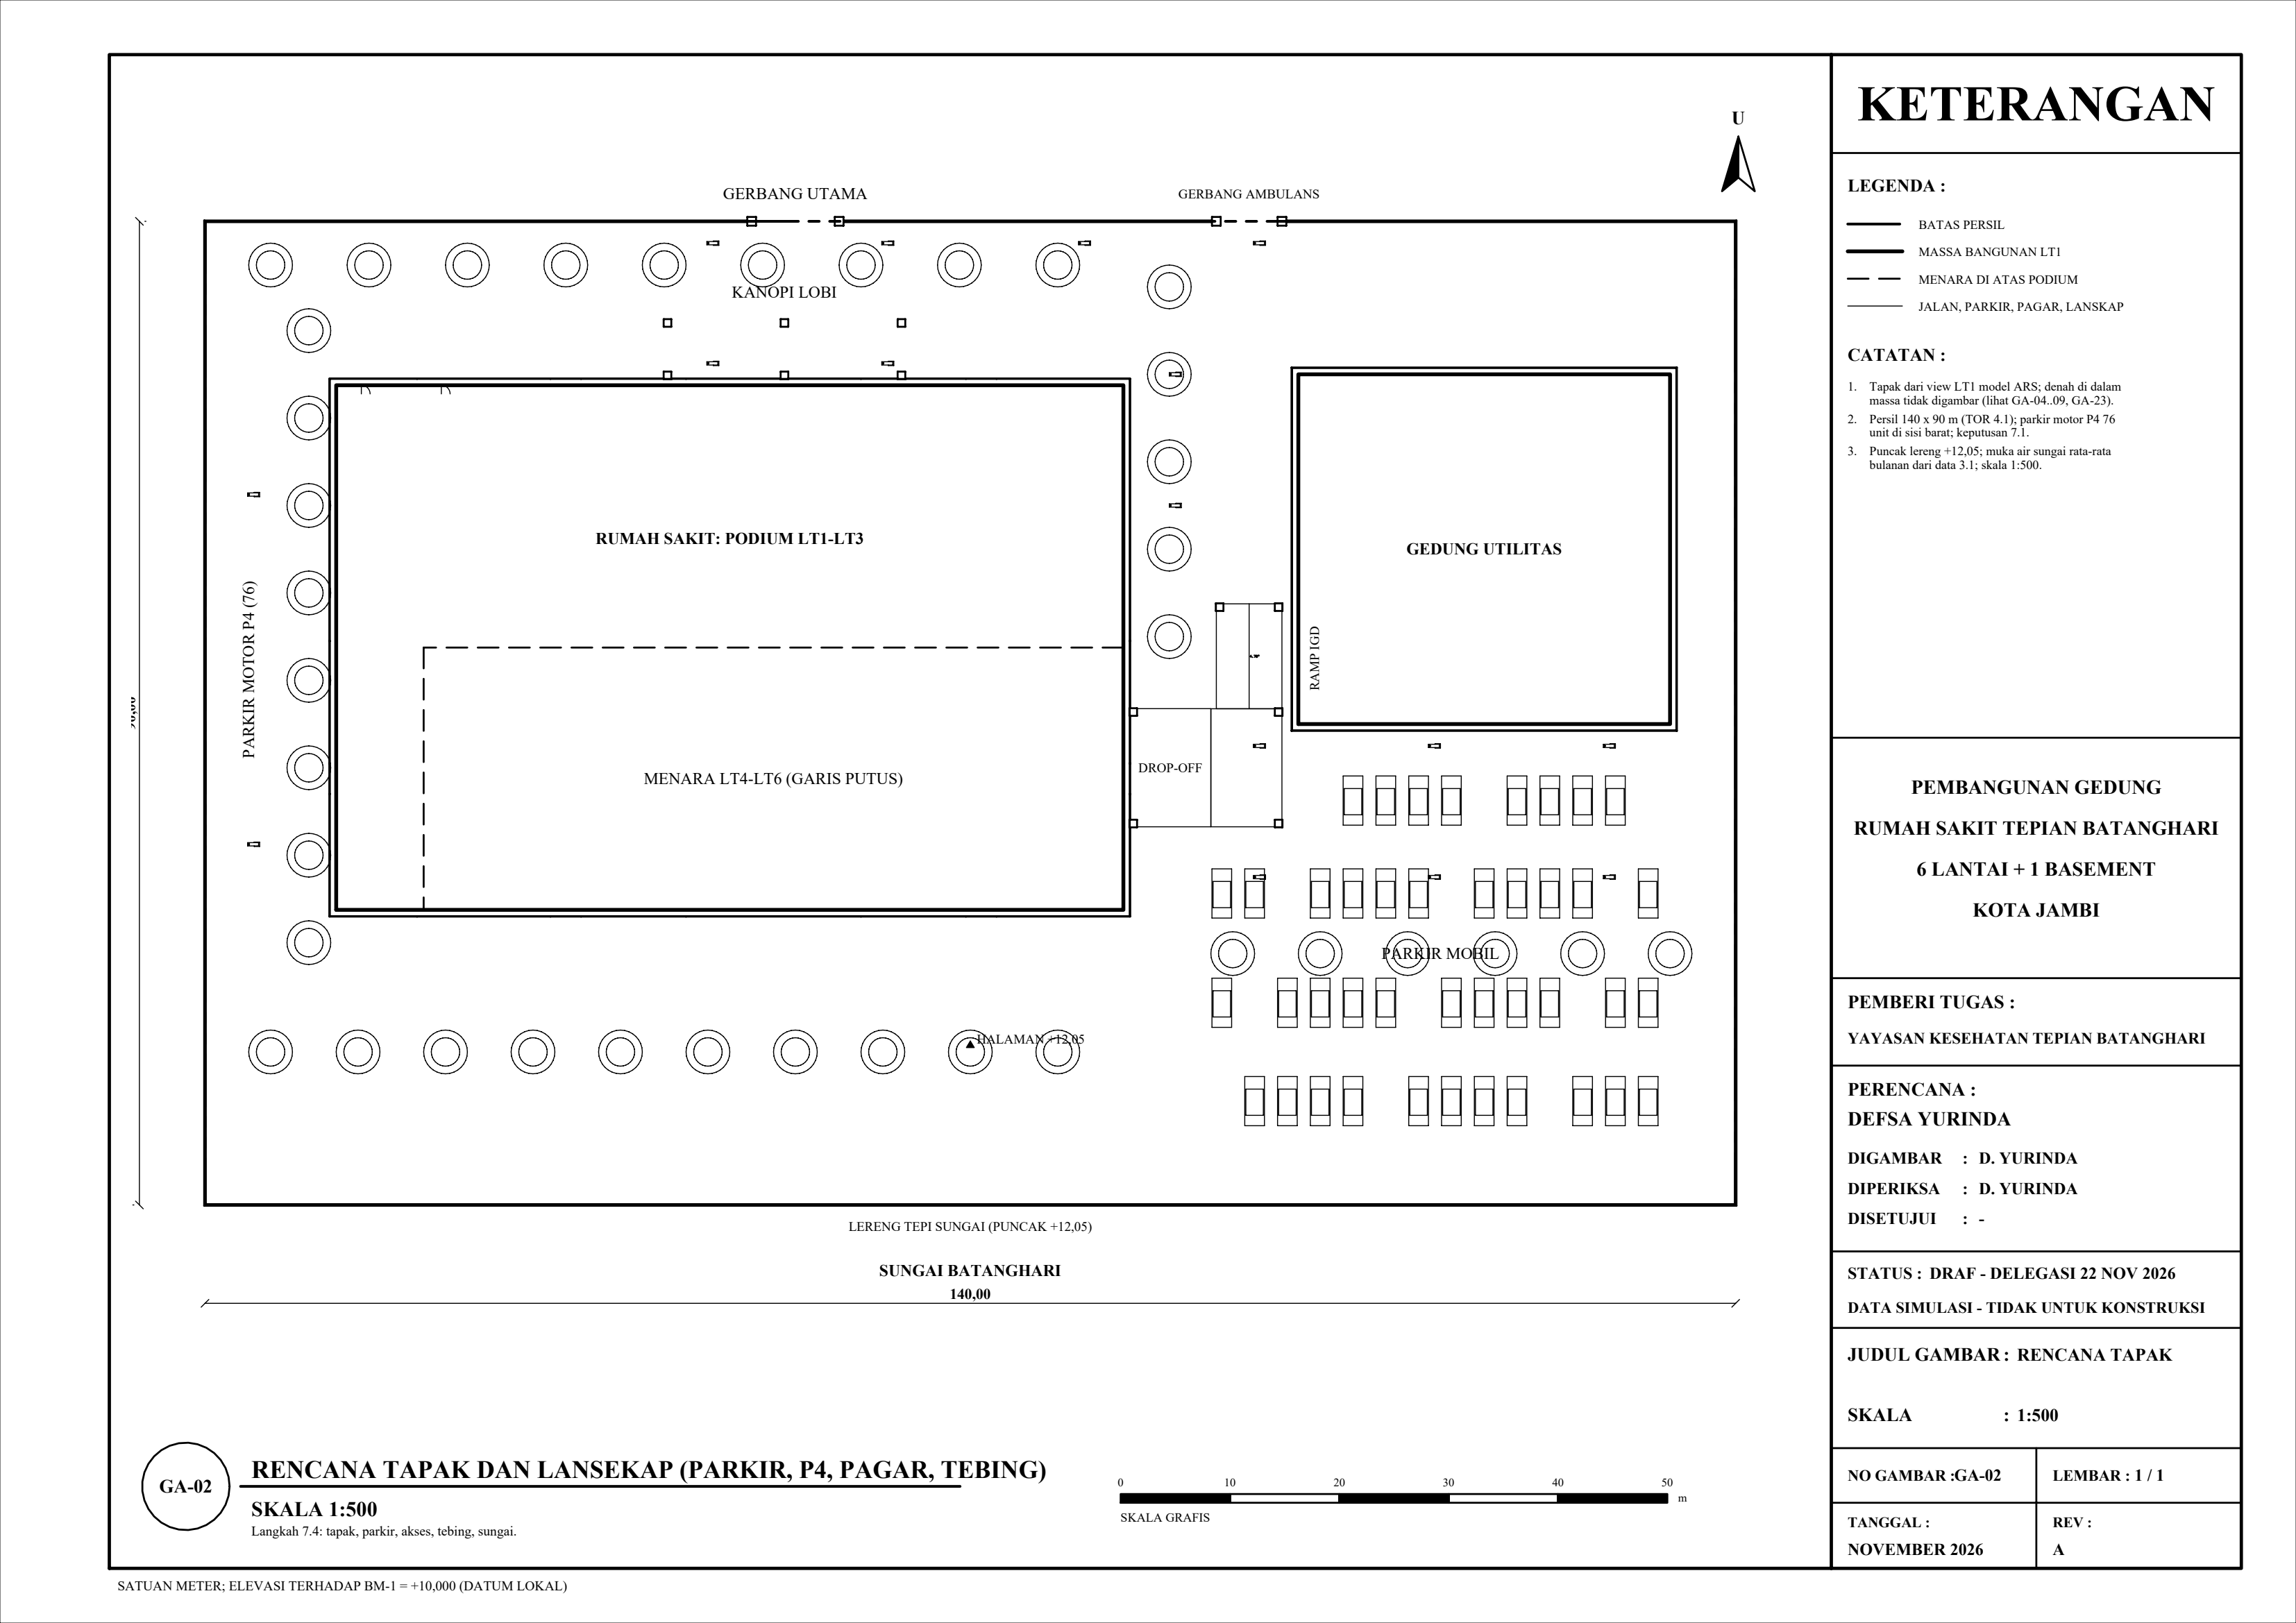 U
GERBANG UTAMA
GERBANG AMBULANS
KANOPI LOBI
RUMAH SAKIT: PODIUM LT1-LT3
GEDUNG UTILITAS
PARKIR MOTOR P4 (76)
RAMP IGD
MENARA LT4-LT6 (GARIS PUTUS)
DROP-OFF
PARKIR MOBIL
HALAMAN +12,05
LERENG TEPI SUNGAI (PUNCAK +12,05)
SUNGAI BATANGHARI
140,00
GA-02
RENCANA TAPAK DAN LANSEKAP (PARKIR, P4, PAGAR, TEBING)
SKALA 1:500
Langkah 7.4: tapak, parkir, akses, tebing, sungai.
0 10 20 30 40 50
m
SKALA GRAFIS
SATUAN METER; ELEVASI TERHADAP BM-1 = +10,000 (DATUM LOKAL)
KETERANGAN
LEGENDA :
BATAS PERSIL
MASSA BANGUNAN LT1
MENARA DI ATAS PODIUM
JALAN, PARKIR, PAGAR, LANSKAP
CATATAN :
1. Tapak dari view LT1 model ARS; denah di dalam
massa tidak digambar (lihat GA-04..09, GA-23).
2. Persil 140 x 90 m (TOR 4.1); parkir motor P4 76
unit di sisi barat; keputusan 7.1.
3. Puncak lereng +12,05; muka air sungai rata-rata
bulanan dari data 3.1; skala 1:500.
PEMBANGUNAN GEDUNG
RUMAH SAKIT TEPIAN BATANGHARI
6 LANTAI + 1 BASEMENT
KOTA JAMBI
PEMBERI TUGAS :
YAYASAN KESEHATAN TEPIAN BATANGHARI
PERENCANA :
DEFSA YURINDA
DIGAMBAR : D. YURINDA
DIPERIKSA : D. YURINDA
DISETUJUI : -
STATUS : DRAF - DELEGASI 22 NOV 2026
DATA SIMULASI - TIDAK UNTUK KONSTRUKSI
JUDUL GAMBAR : RENCANA TAPAK
SKALA : 1:500
NO GAMBAR :GA-02
LEMBAR : 1 / 1
TANGGAL :
NOVEMBER 2026
REV :
A